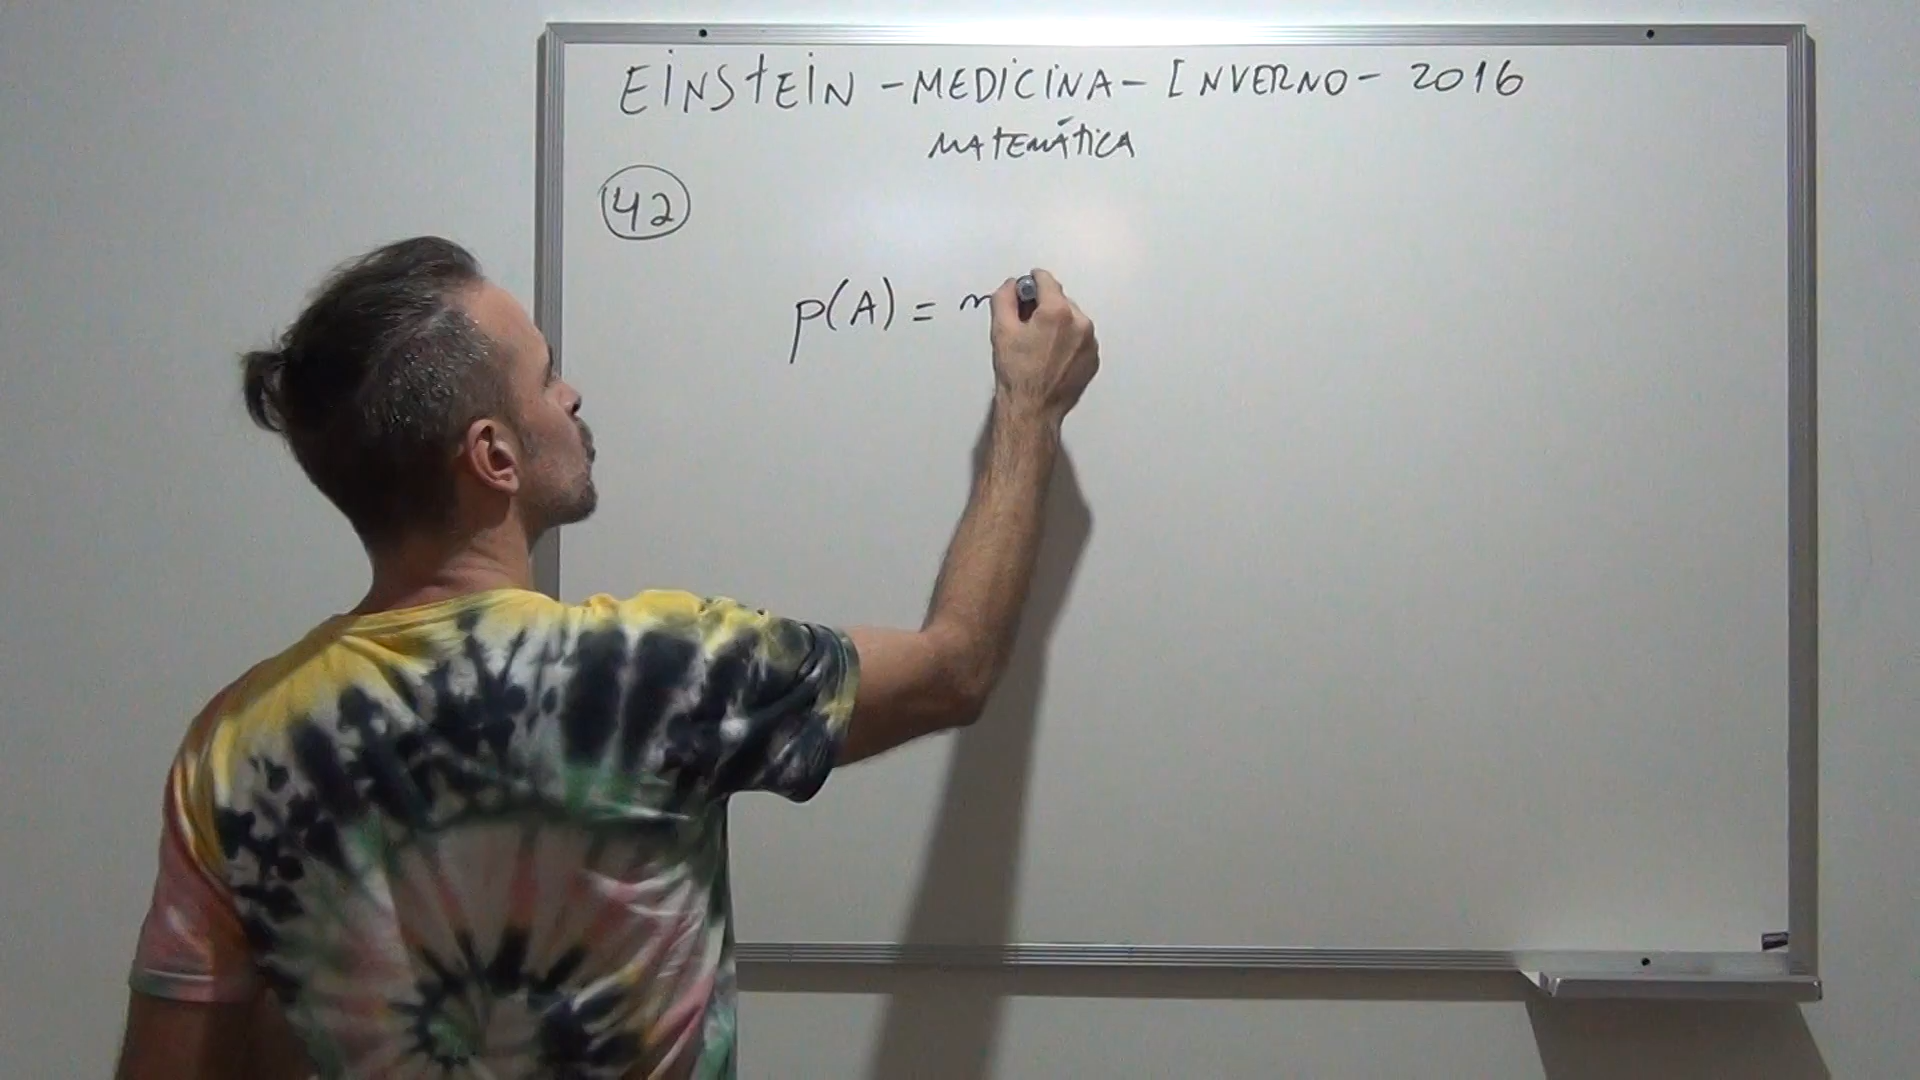 EINSTEIN - MEDICINA - INVERNO - 2016
MATEMÁTICA
42
p(A) = n